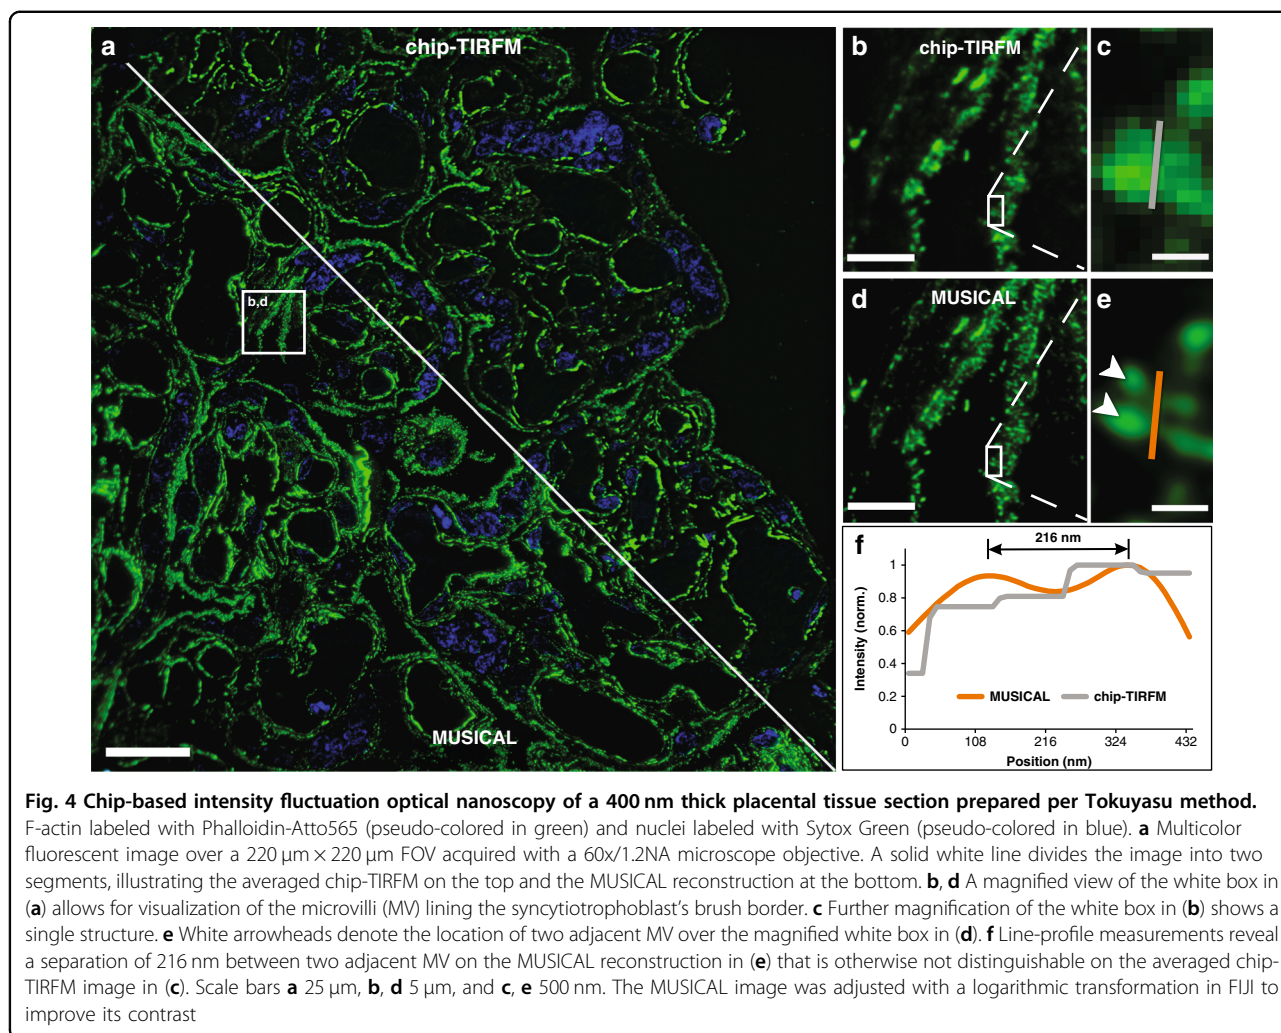 a
chip-TIRFM
b,d
MUSICAL
b
chip-TIRFM
c
d
MUSICAL
e
f
216 nm
Intensity (norm.)
1
0.8
0.6
0.4
0.2
0
MUSICAL
chip-TIRFM
0 108 216 324 432
Position (nm)
Fig. 4 Chip-based intensity fluctuation optical nanoscopy of a 400 nm thick placental tissue section prepared per Tokuyasu method.
F-actin labeled with Phalloidin-Atto565 (pseudo-colored in green) and nuclei labeled with Sytox Green (pseudo-colored in blue). a Multicolor
fluorescent image over a 220 µm × 220 µm FOV acquired with a 60x/1.2NA microscope objective. A solid white line divides the image into two
segments, illustrating the averaged chip-TIRFM on the top and the MUSICAL reconstruction at the bottom. b, d A magnified view of the white box in
(a) allows for visualization of the microvilli (MV) lining the syncytiotrophoblast's brush border. c Further magnification of the white box in (b) shows a
single structure. e White arrowheads denote the location of two adjacent MV over the magnified white box in (d). f Line-profile measurements reveal
a separation of 216 nm between two adjacent MV on the MUSICAL reconstruction in (e) that is otherwise not distinguishable on the averaged chip-
TIRFM image in (c). Scale bars a 25 µm, b, d 5 µm, and c, e 500 nm. The MUSICAL image was adjusted with a logarithmic transformation in FIJI to
improve its contrast